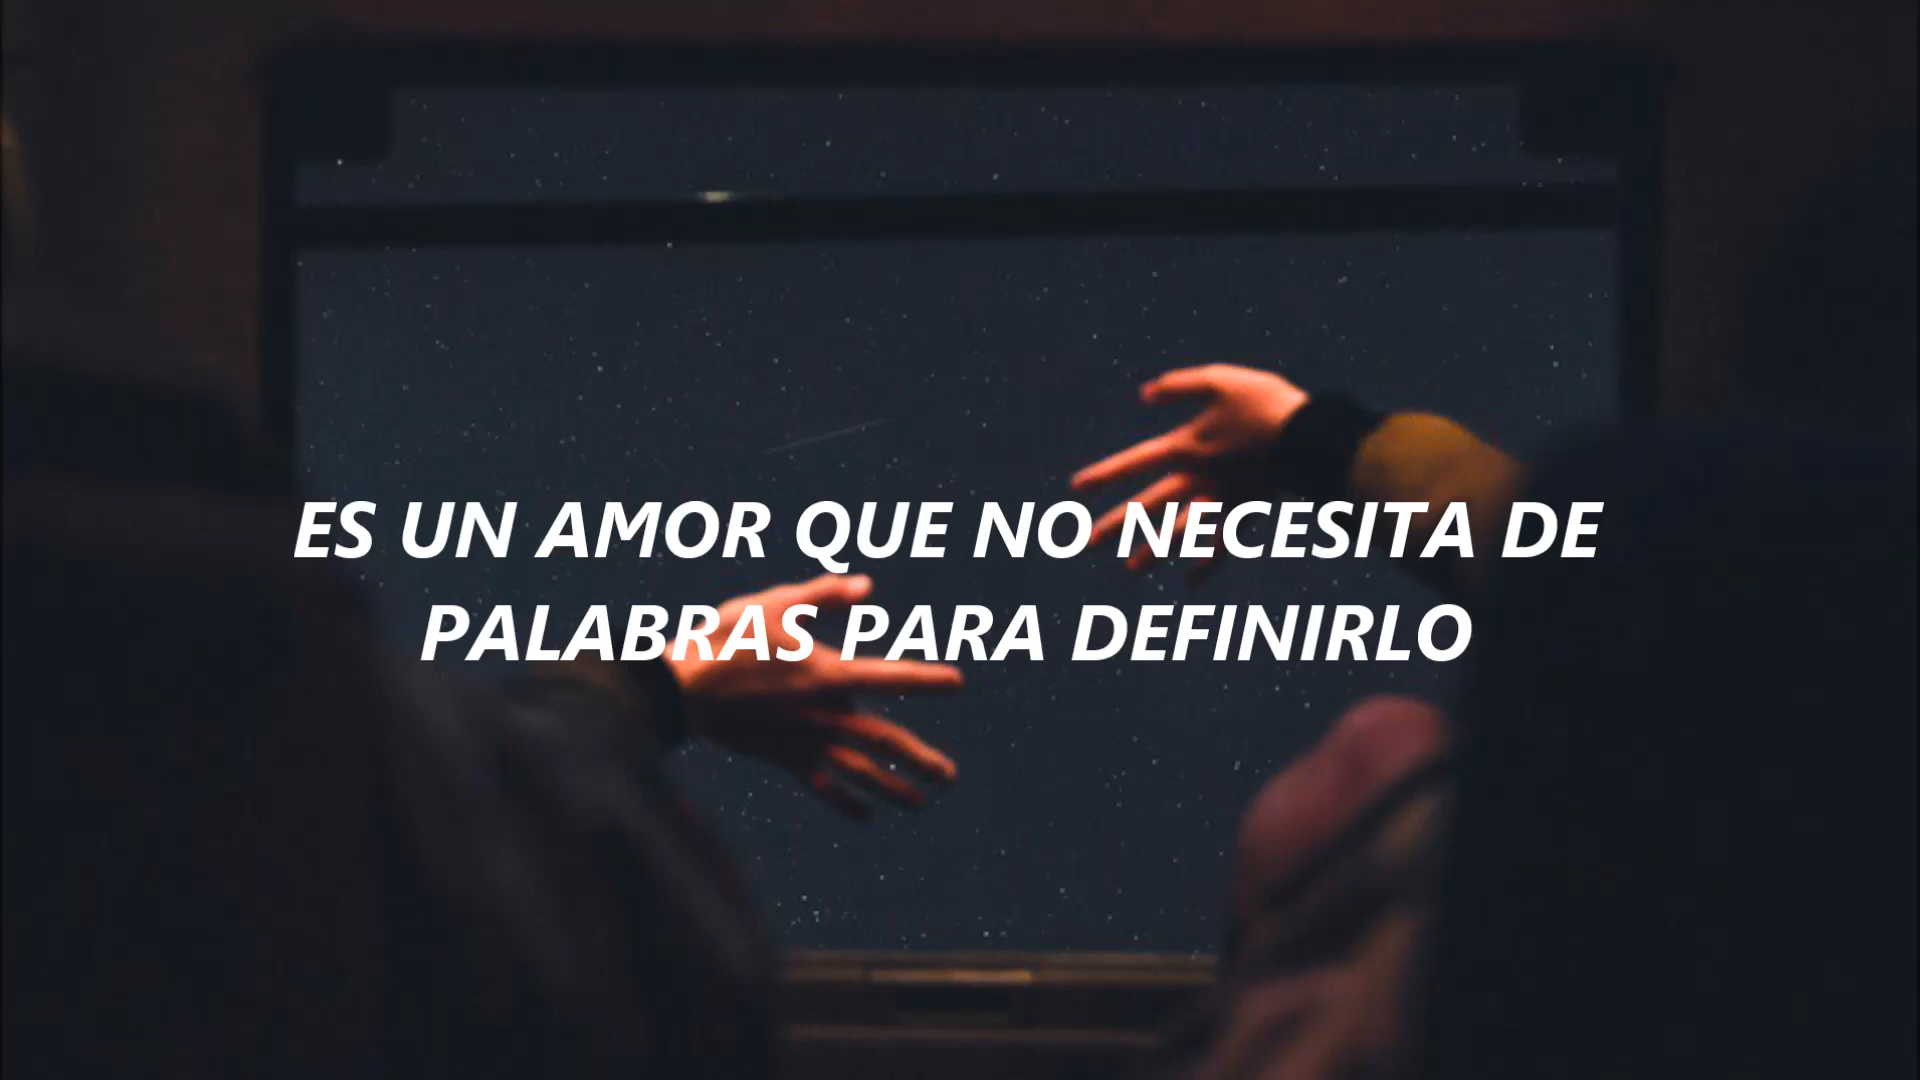 ES UN AMOR QUE NO NECESITA DE
PALABRAS PARA DEFINIRLO